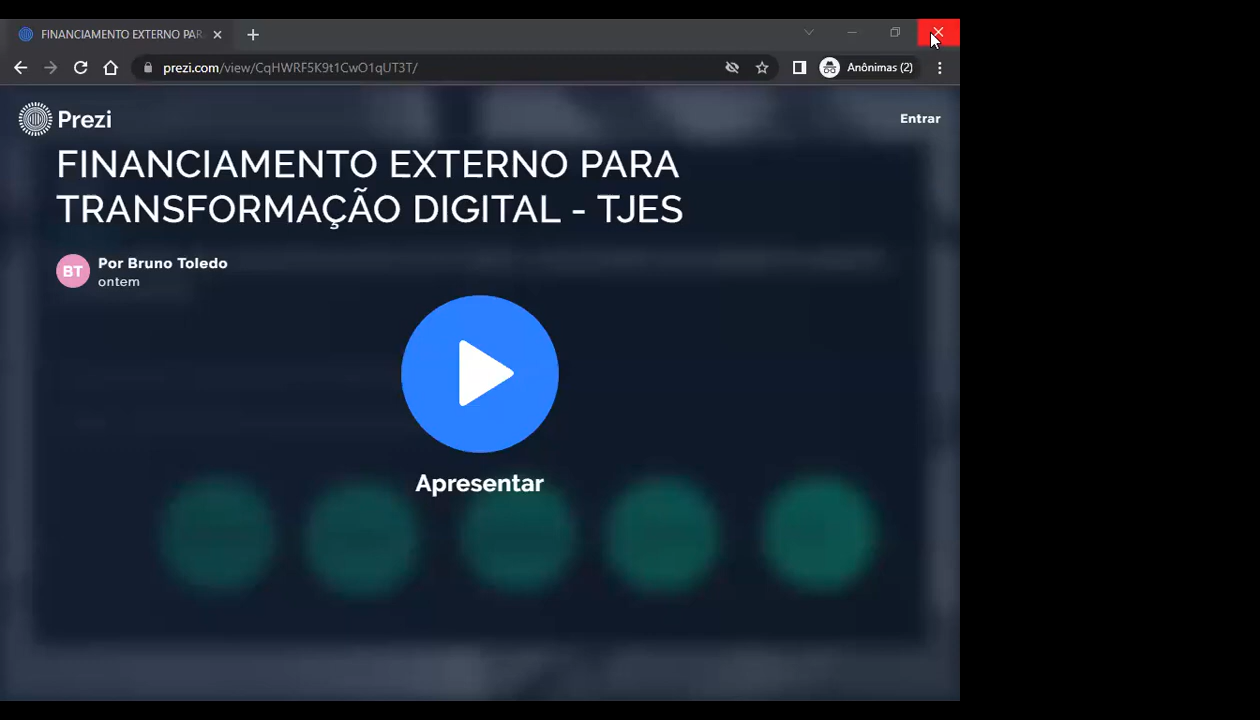 FINANCIAMENTO EXTERNO PAR
prezi.com/view/CqHWRF5K9t1CwO1qUT3T/
Anônimas (2)
Prezi
Entrar
FINANCIAMENTO EXTERNO PARA
TRANSFORMAÇÃO DIGITAL - TJES
BT
Por Bruno Toledo
ontem
Apresentar